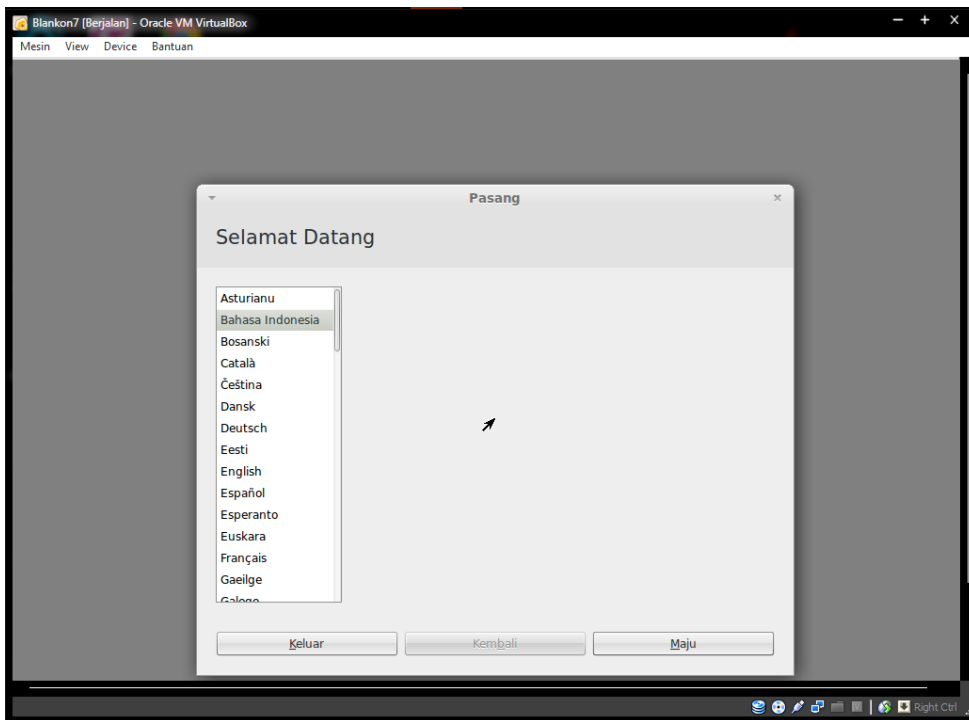 Blankon7 [Berjalan] - Oracle VM VirtualBox
Mesin View Device Bantuan
Pasang
Selamat Datang
Asturianu
Bahasa Indonesia
Bosanski
Català
Čeština
Dansk
Deutsch
Eesti
English
Español
Esperanto
Euskara
Français
Gaeilge
Galego
Keluar Kembali Maju
Right Ctrl